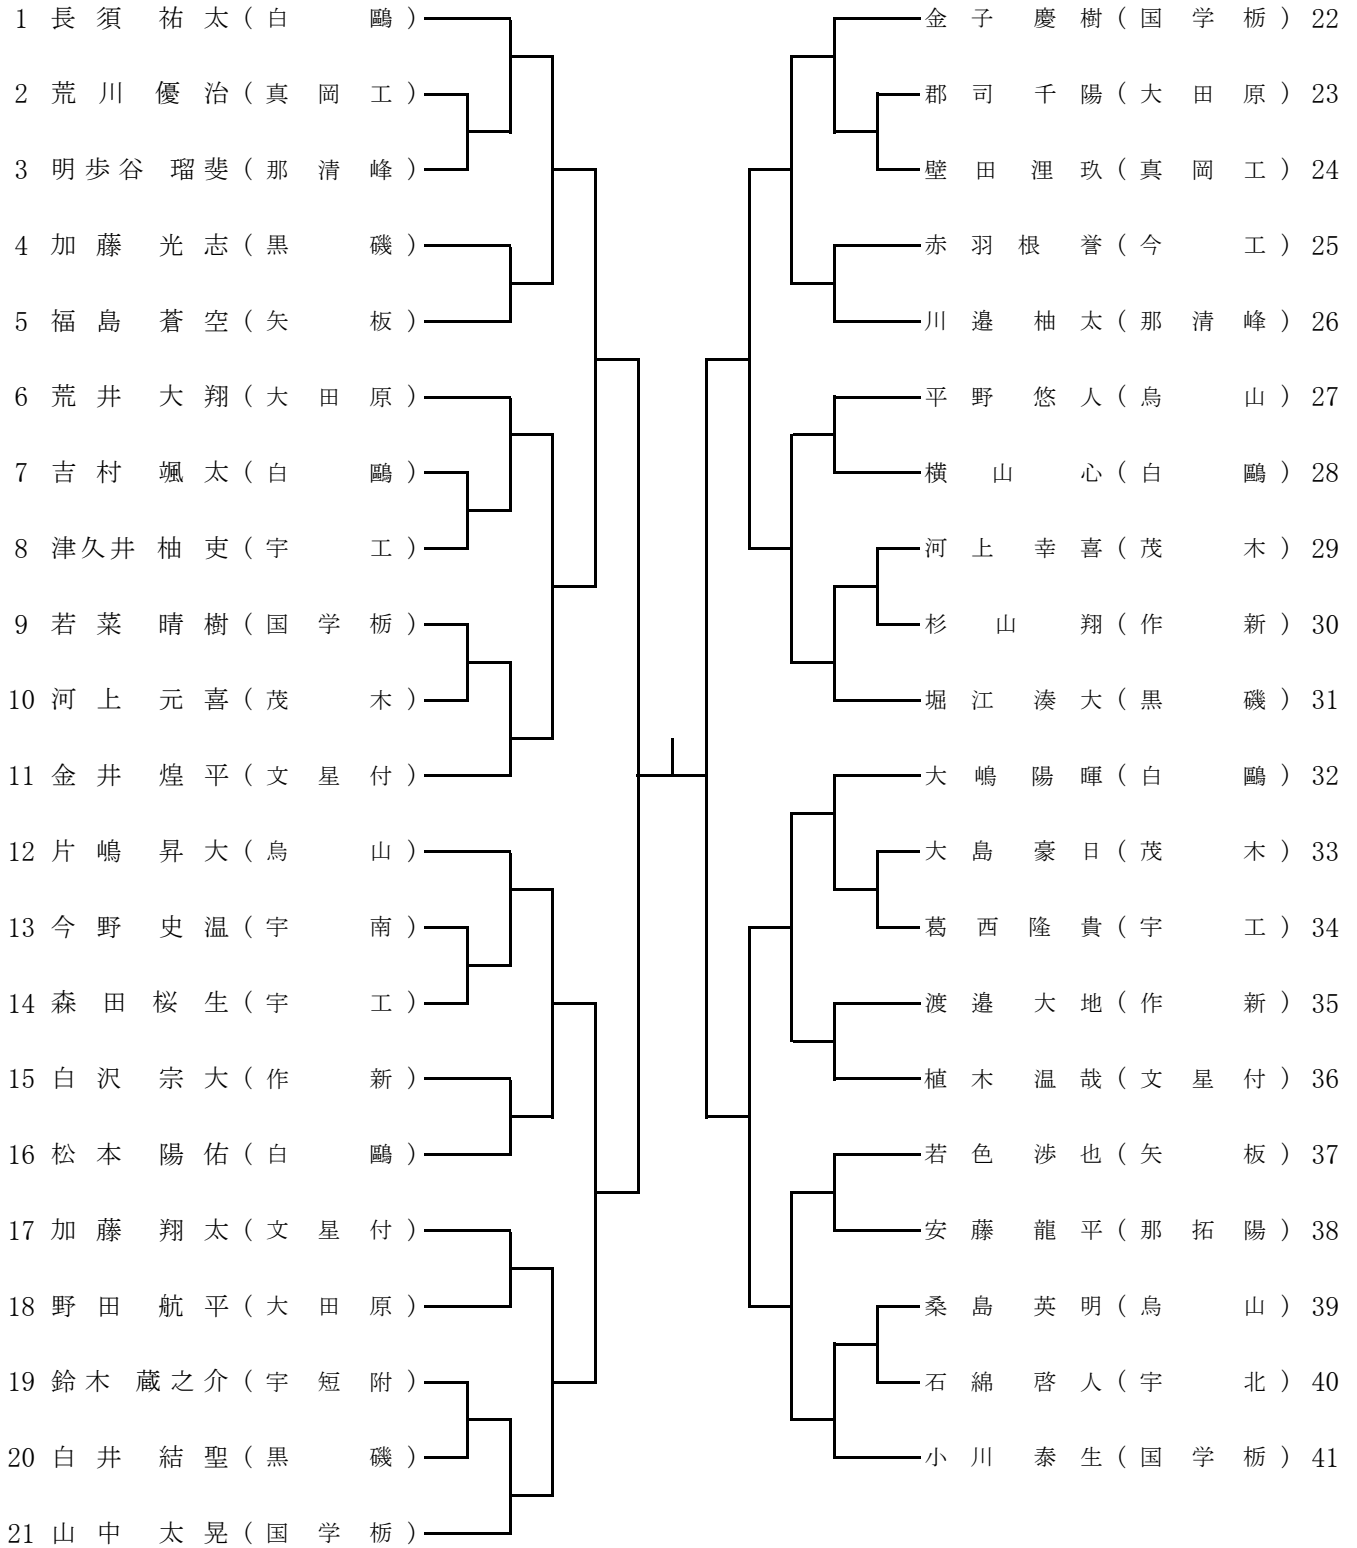 1 長須 祐太（白 鷗）
2 荒川 優治（真岡工）
3 明歩谷 瑠斐（那清峰）
4 加藤 光志（黒 磯）
5 福島 蒼空（矢 板）
6 荒井 大翔（大田原）
7 吉村 颯太（白 鷗）
8 津久井 柚吏（宇 工）
9 若菜 晴樹（国学栃）
10 河上 元喜（茂 木）
11 金井 煌平（文星付）
12 片嶋 昇大（烏 山）
13 今野 史温（宇 南）
14 森田 桜生（宇 工）
15 白沢 宗大（作 新）
16 松本 陽佑（白 鷗）
17 加藤 翔太（文星付）
18 野田 航平（大田原）
19 鈴木 蔵之介（宇短附）
20 白井 結聖（黒 磯）
21 山中 太晃（国学栃）
金子 慶樹（国学栃）22
郡司 千陽（大田原）23
壁田 浬玖（真岡工）24
赤羽根 誉（今 工）25
川邉 柚太（那清峰）26
平野 悠人（烏 山）27
横山 心（白 鷗）28
河上 幸喜（茂 木）29
杉山 翔（作 新）30
堀江 湊大（黒 磯）31
大嶋 陽暉（白 鷗）32
大島 豪日（茂 木）33
葛西 隆貴（宇 工）34
渡邉 大地（作 新）35
植木 温哉（文星付）36
若色 渉也（矢 板）37
安藤 龍平（那拓陽）38
桑島 英明（烏 山）39
石綿 啓人（宇 北）40
小川 泰生（国学栃）41